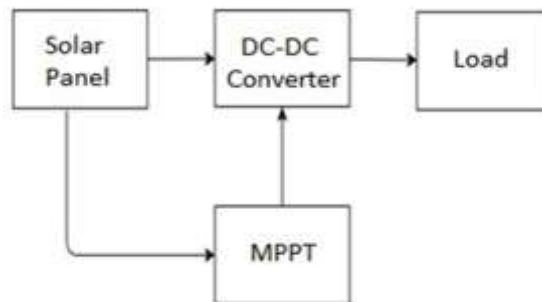 Solar
Panel
DC-DC
Converter
Load
MPPT